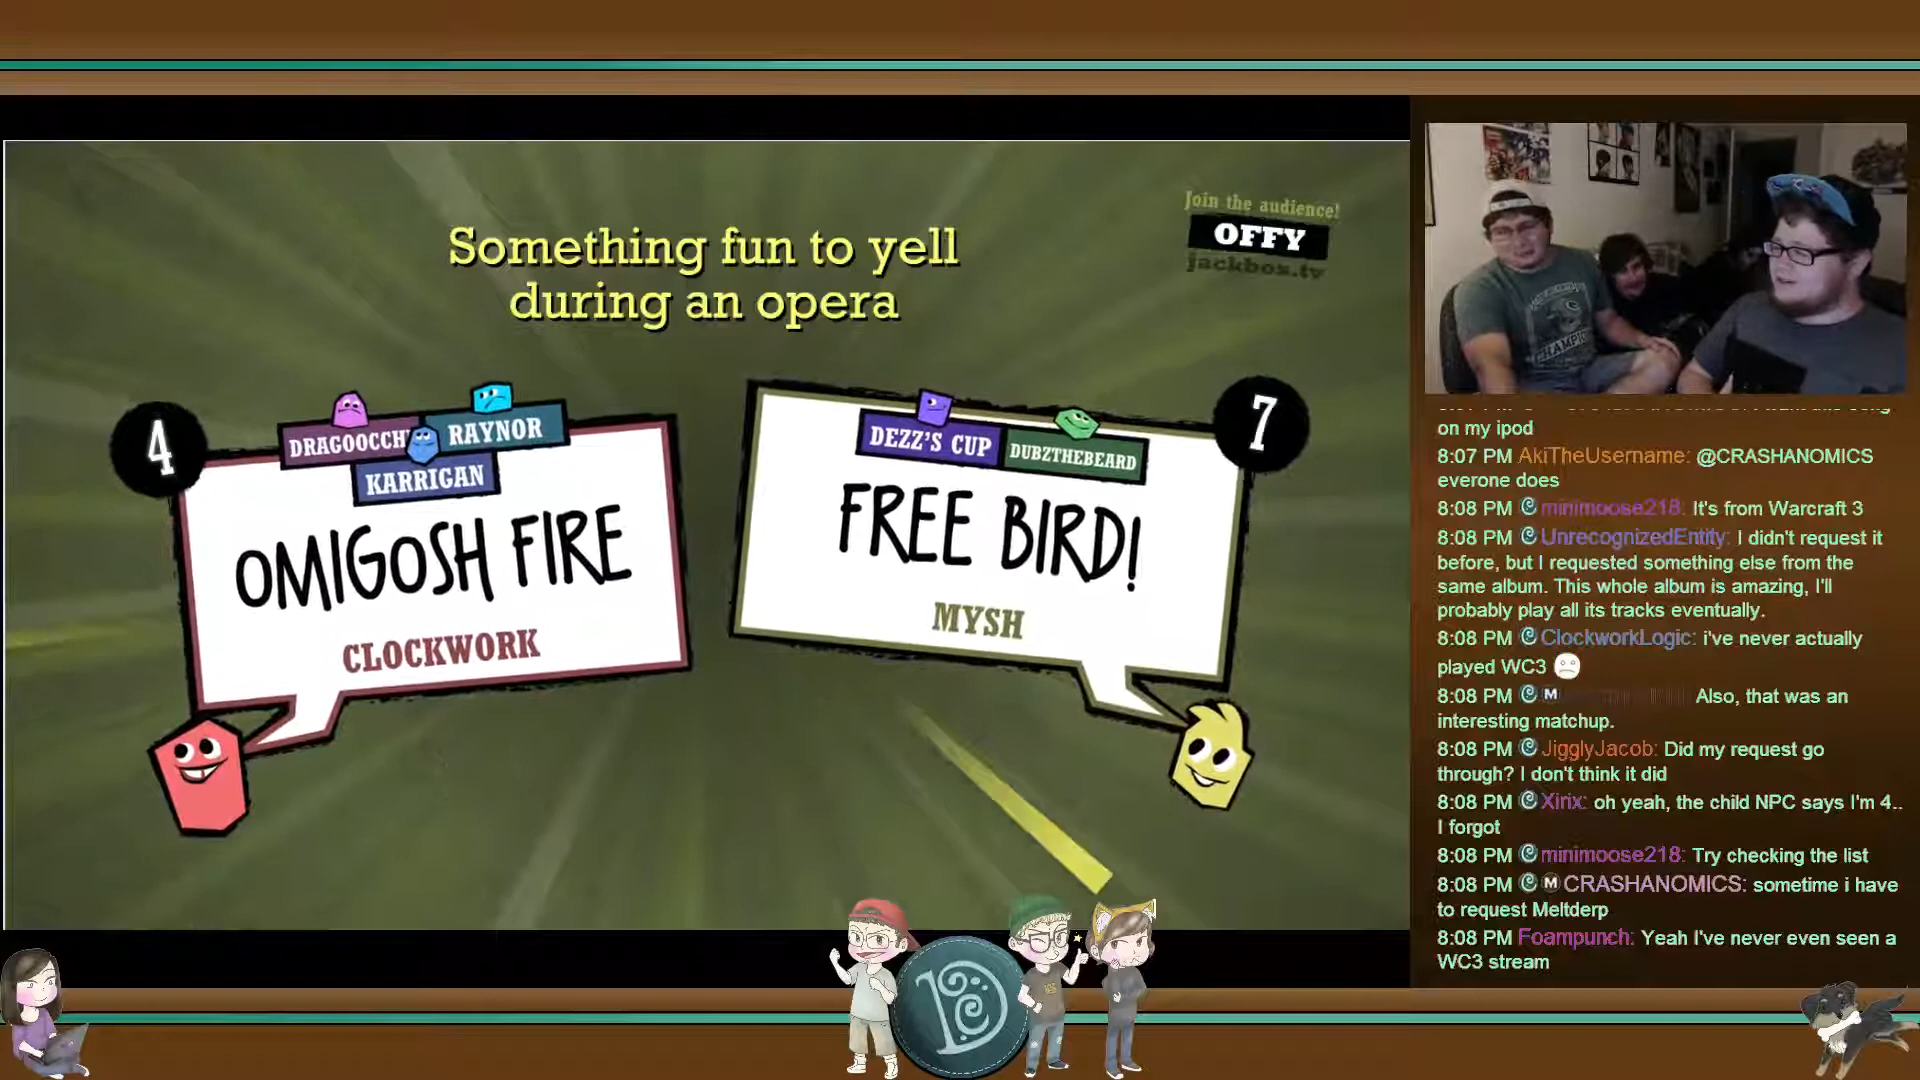 Something fun to yell
during an opera
Join the audience!
OFFY
jackbox.tv
4
DRAGOOCCH
RAYNOR
KARRIGAN
OMIGOSH FIRE
CLOCKWORK
7
DEZZ'S CUP
DUBZTHEBEARD
FREE BIRD!
MYSH
CHAMPION
on my ipod
8:07 PM AkiTheUsername: @CRASHANOMICS
everone does
8:08 PM minimoose218: It's from Warcraft 3
8:08 PM UnrecognizedEntity: I didn't request it
before, but I requested something else from the
same album. This whole album is amazing, I'll
probably play all its tracks eventually.
8:08 PM ClockworkLogic: i've never actually
played WC3
8:08 PM M Also, that was an
interesting matchup.
8:08 PM JigglyJacob: Did my request go
through? I don't think it did
8:08 PM Xirix: oh yeah, the child NPC says I'm 4..
I forgot
8:08 PM minimoose218: Try checking the list
8:08 PM M CRASHANOMICS: sometime i have
to request Meltderp
8:08 PM Foampunch: Yeah I've never even seen a
WC3 stream